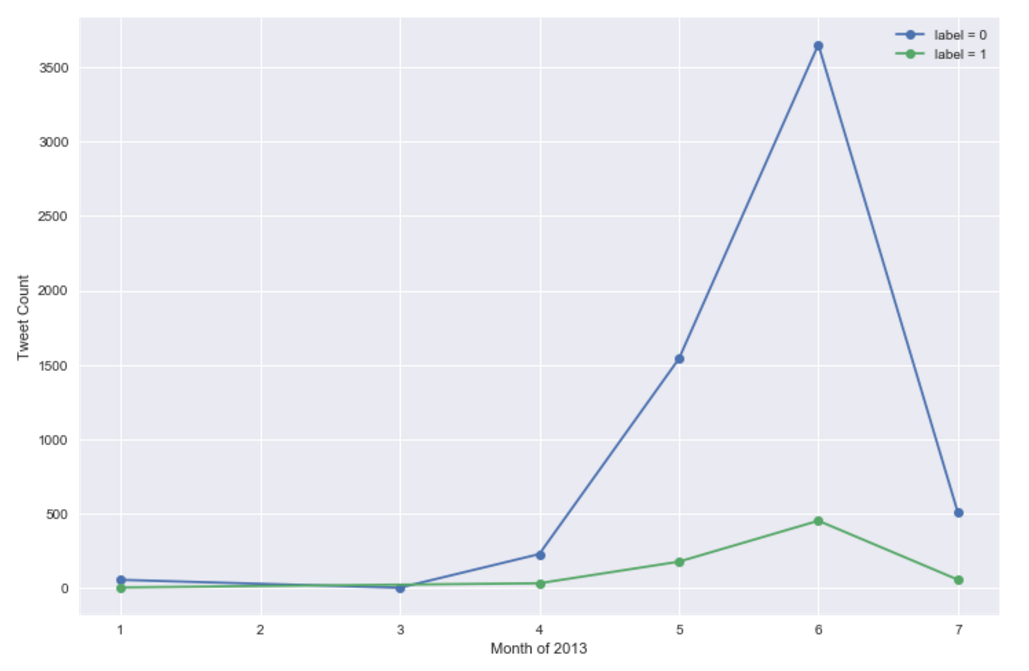 label = 0
label = 1
Tweet Count
3500
3000
2500
2000
1500
1000
500
0
1 2 3 4 5 6 7
Month of 2013